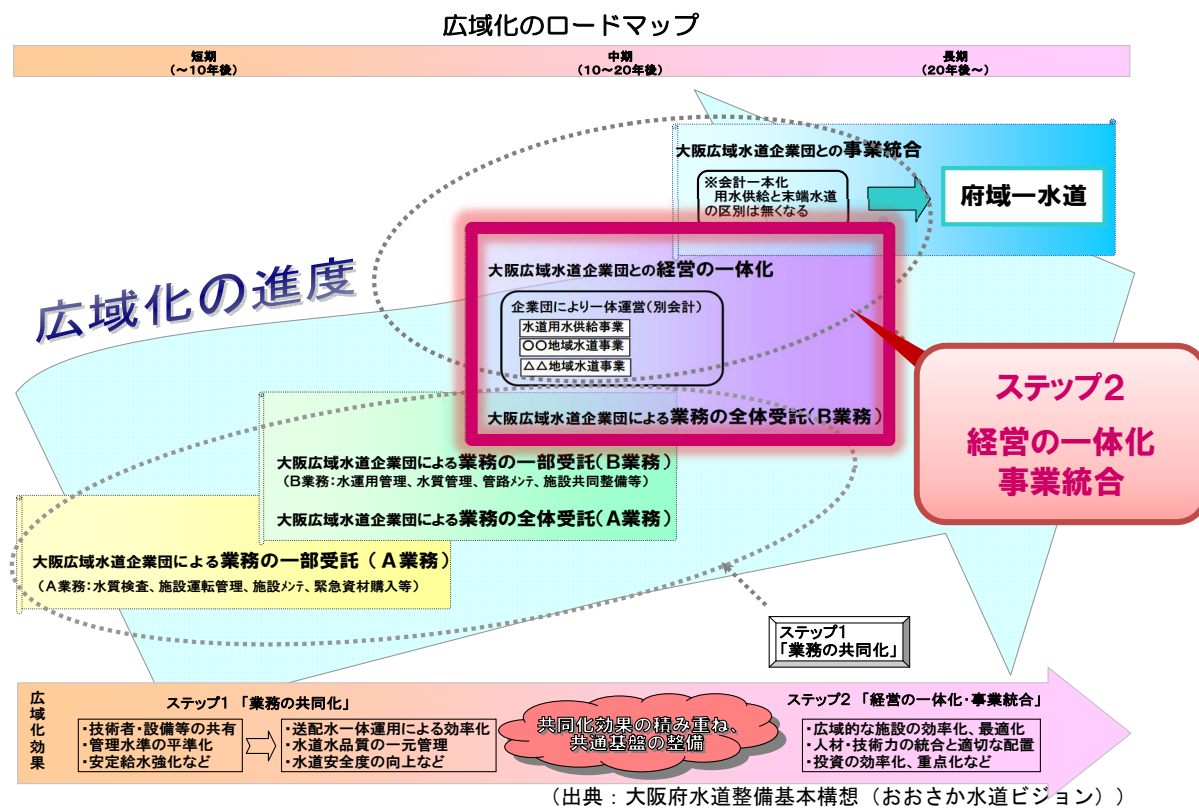 広域化のロードマップ
短期
(~10年後)
中期
(10~20年後)
長期
(20年後~)
大阪広域水道企業団との事業統合
※会計一本化
用水供給と末端水道
の区別は無くなる
府域一水道
広域化の進度
大阪広域水道企業団との経営の一体化
企業団により一体運営(別会計)
水道用水供給事業
〇〇地域水道事業
△△地域水道事業
大阪広域水道企業団による業務の全体受託(B業務)
ステップ2
経営の一体化
事業統合
大阪広域水道企業団による業務の一部受託(B業務)
(B業務:水運用管理、水質管理、管路メンテ、施設共同整備等)
大阪広域水道企業団による業務の全体受託(A業務)
大阪広域水道企業団による業務の一部受託(A業務)
(A業務:水質検査、施設運転管理、施設メンテ、緊急資材購入等)
ステップ1
「業務の共同化」
広域化効果
ステップ1 「業務の共同化」
・技術者・設備等の共有
・管理水準の平準化
・安定給水強化など
・送配水一体運用による効率化
・水道水品質の一元管理
・水道安全度の向上など
共同化効果の積み重ね、
共通基盤の整備
ステップ2 「経営の一体化・事業統合」
・広域的な施設の効率化、最適化
・人材・技術力の統合と適切な配置
・投資の効率化、重点化など
(出典:大阪府水道整備基本構想(おおさか水道ビジョン))